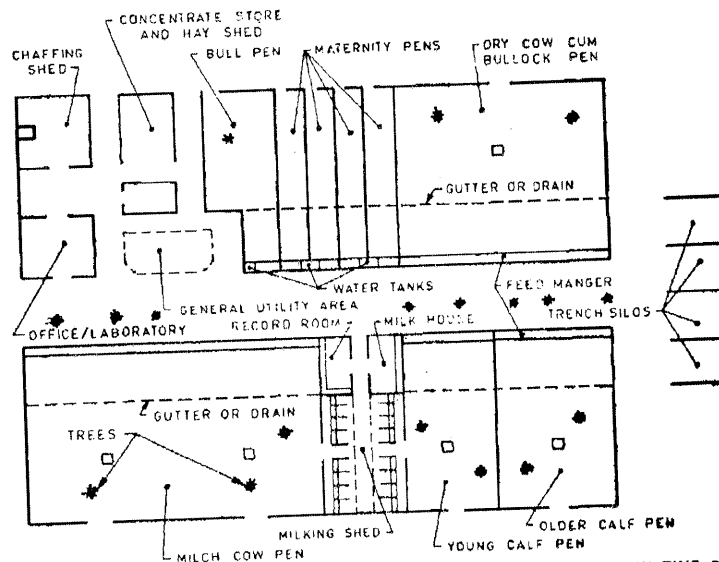 CONCENTRATE STORE
AND HAY SHED
CHAFFING
SHED
BULL PEN
MATERNITY PENS
ORY COW CUM
BULLOCK PEN
GUTTER OR DRAIN
WATER TANKS
FEED MANGER
GENERAL UTILITY AREA
TRENCH SILOS
OFFICE/LABORATORY
RECORD ROOM
MILK HOUSE
GUTTER OR DRAIN
TREES
MILKING SHED
OLDER CALF PEN
MILCH COW PEN
YOUNG CALF PEN